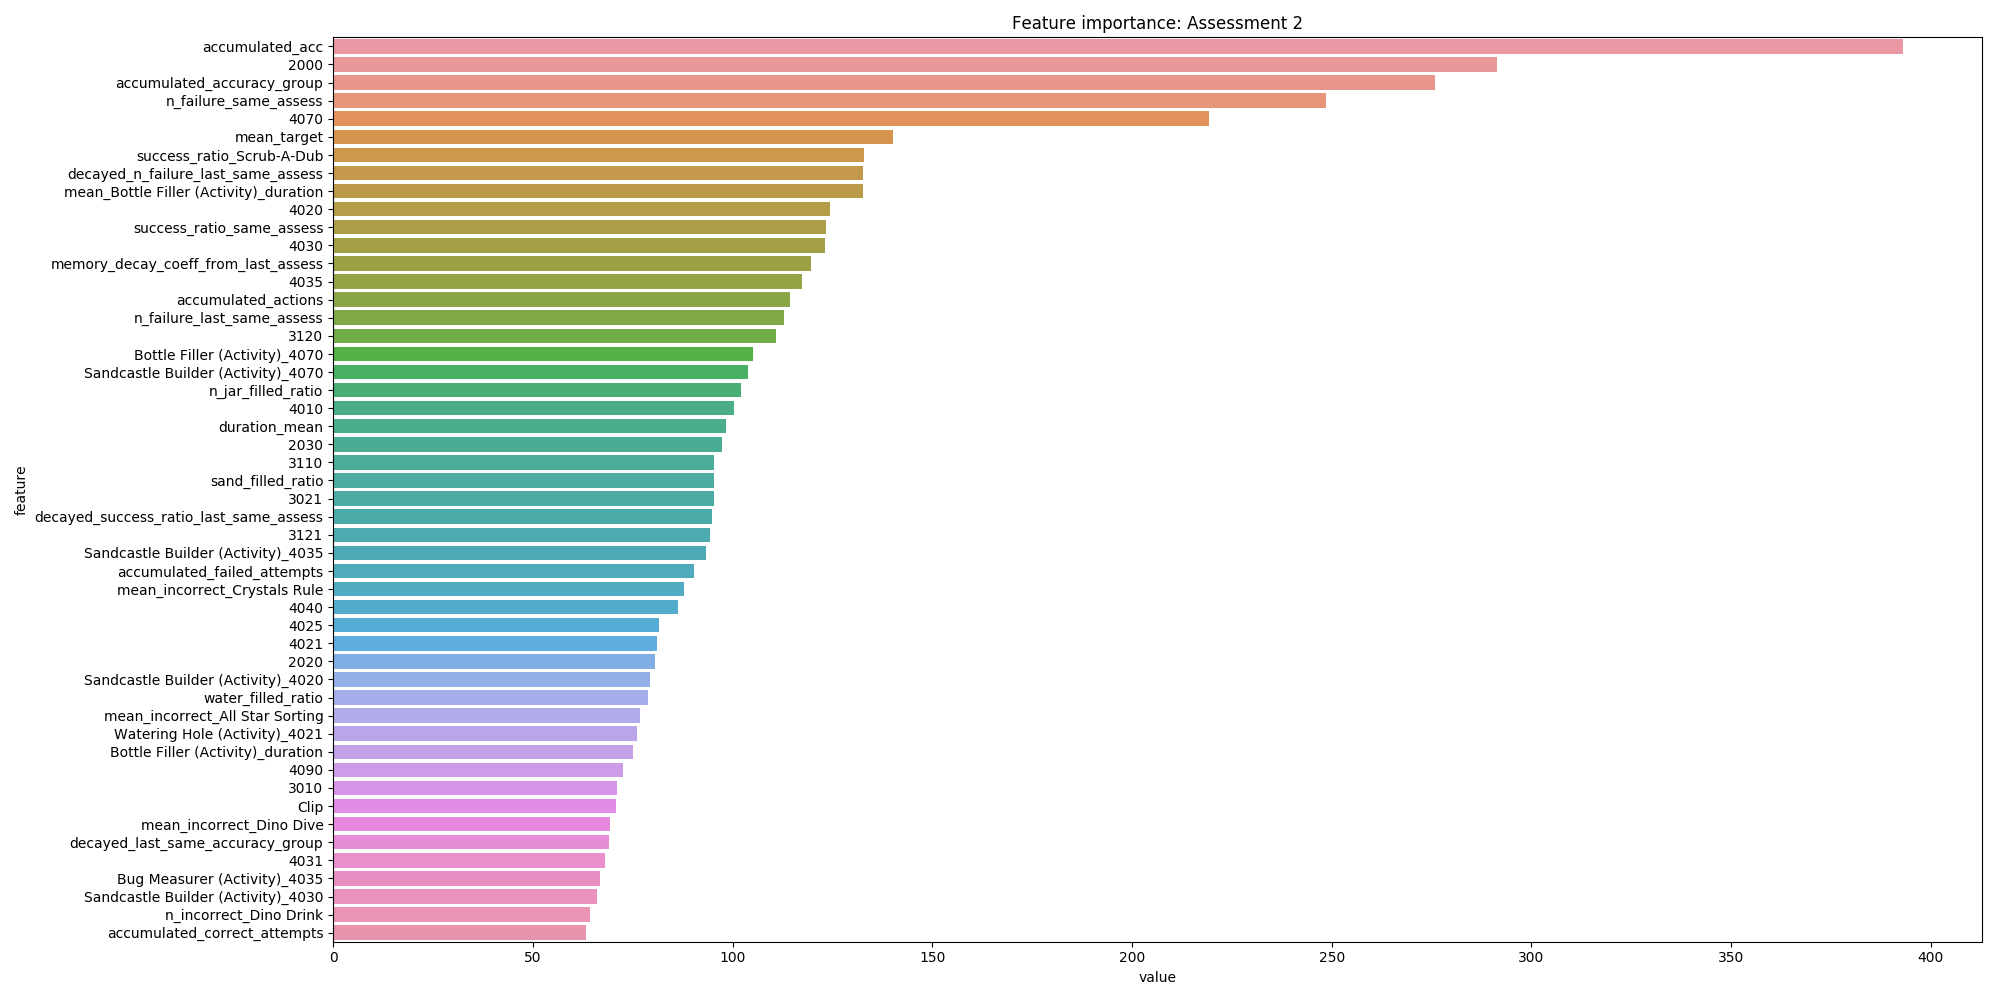 Feature importance: Assessment 2
accumulated_acc
2000
accumulated_accuracy_group
n_failure_same_assess
4070
mean_target
success_ratio_Scrub-A-Dub
decayed_n_failure_last_same_assess
mean_Bottle Filler (Activity)_duration
4020
success_ratio_same_assess
4030
memory_decay_coeff_from_last_assess
4035
accumulated_actions
n_failure_last_same_assess
3120
Bottle Filler (Activity)_4070
Sandcastle Builder (Activity)_4070
n_jar_filled_ratio
4010
duration_mean
2030
3110
sand_filled_ratio
3021
decayed_success_ratio_last_same_assess
3121
Sandcastle Builder (Activity)_4035
accumulated_failed_attempts
mean_incorrect_Crystals Rule
4040
4025
4021
2020
Sandcastle Builder (Activity)_4020
water_filled_ratio
mean_incorrect_All Star Sorting
Watering Hole (Activity)_4021
Bottle Filler (Activity)_duration
4090
3010
Clip
mean_incorrect_Dino Dive
decayed_last_same_accuracy_group
4031
Bug Measurer (Activity)_4035
Sandcastle Builder (Activity)_4030
n_incorrect_Dino Drink
accumulated_correct_attempts
feature
0 50 100 150 200 250 300 350 400
value